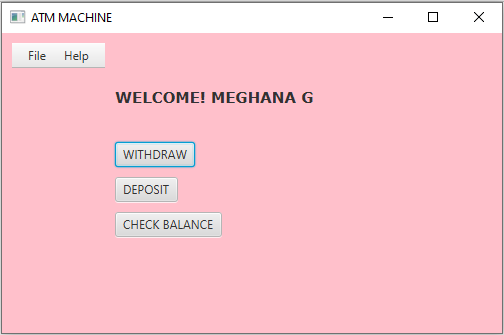 ATM MACHINE
File Help
WELCOME! MEGHANA G
WITHDRAW
DEPOSIT
CHECK BALANCE